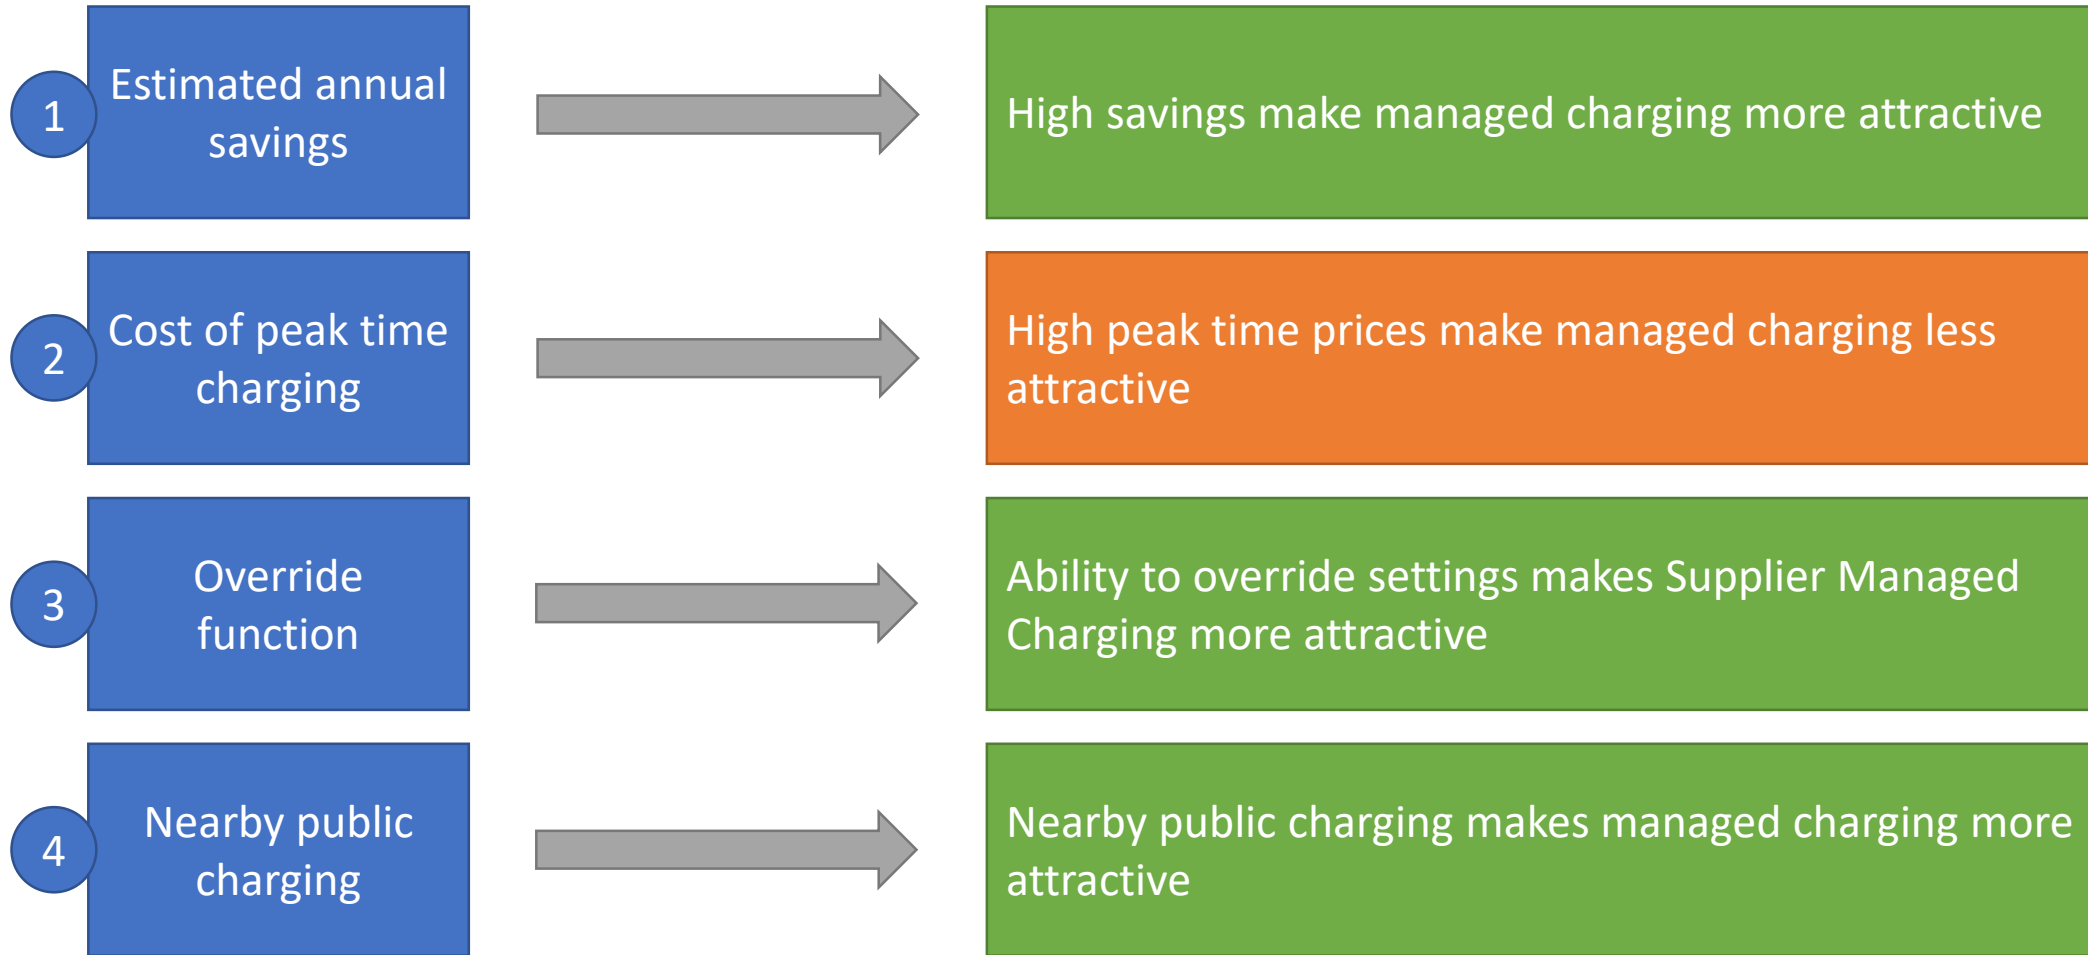 1
Estimated annual
savings
High savings make managed charging more attractive
2
Cost of peak time
charging
High peak time prices make managed charging less
attractive
3
Override
function
Ability to override settings makes Supplier Managed
Charging more attractive
4
Nearby public
charging
Nearby public charging makes managed charging more
attractive